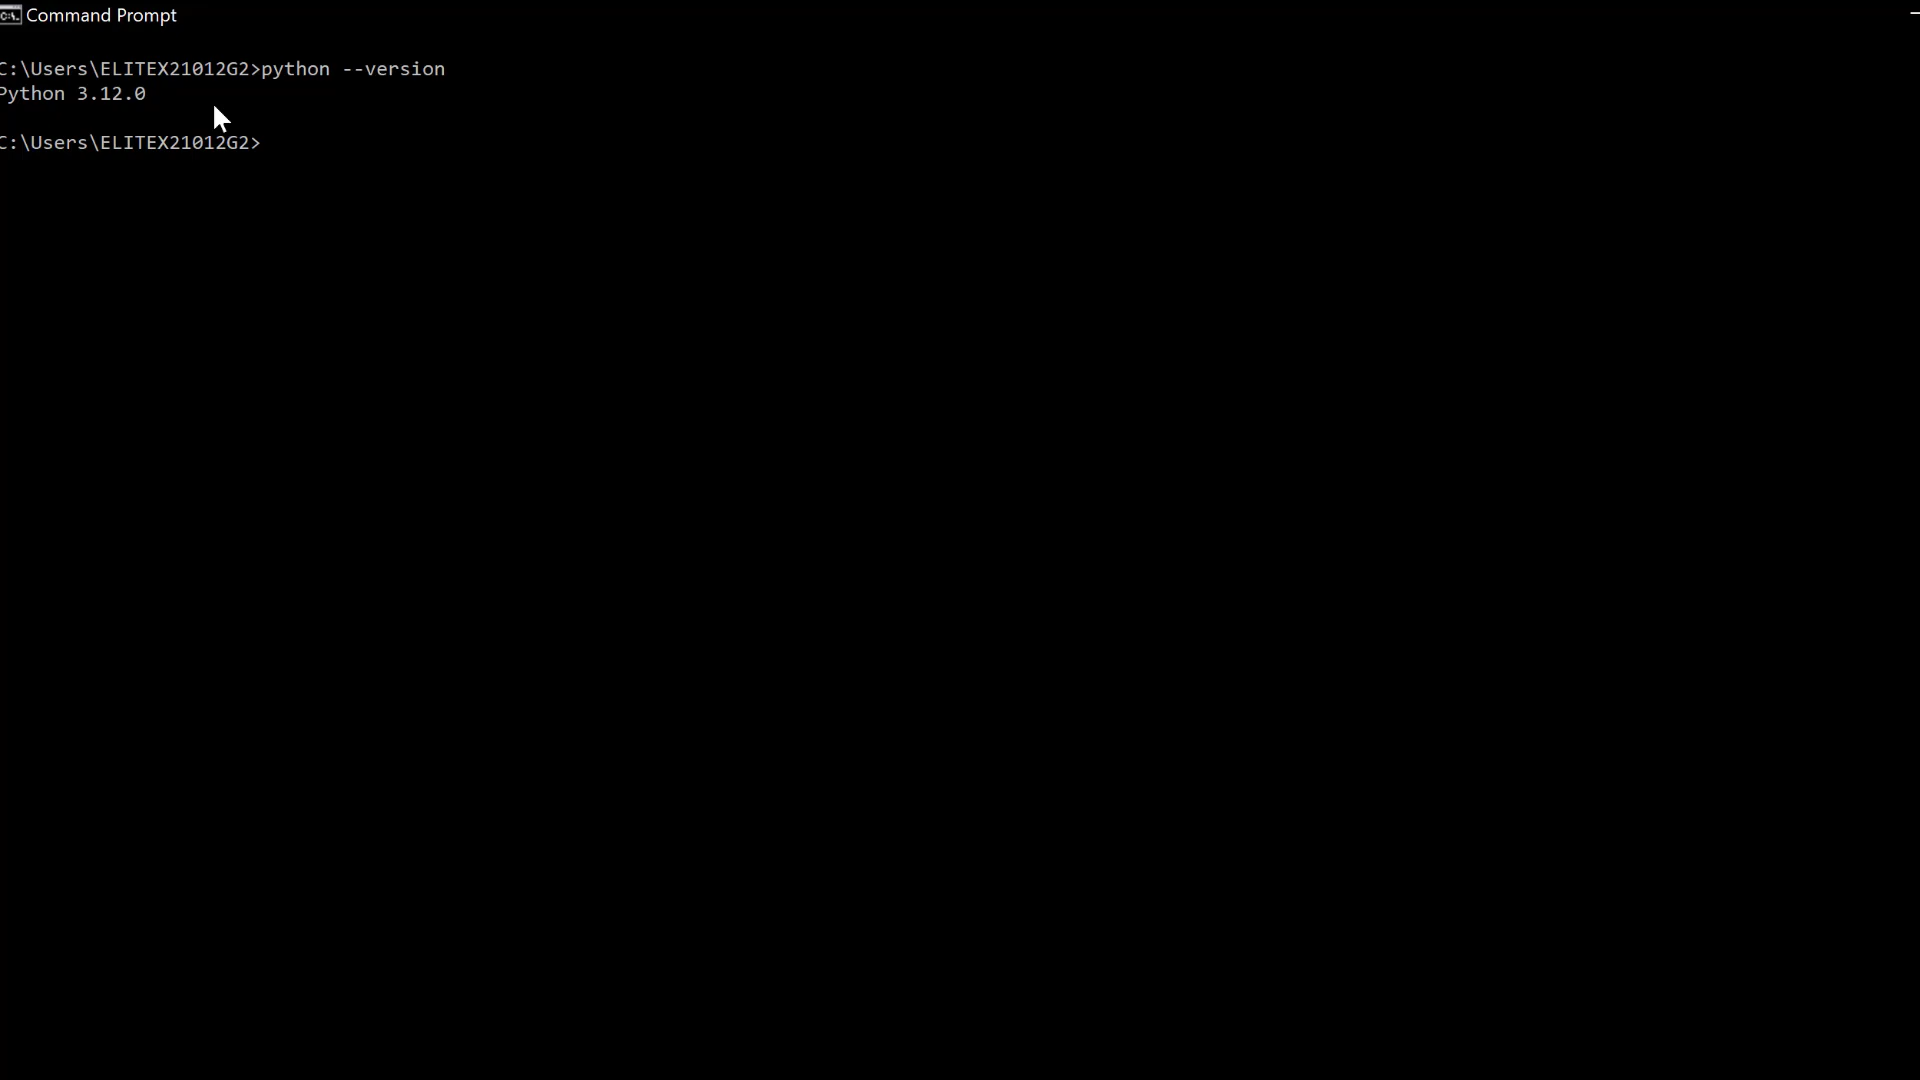 Command Prompt
C:\Users\ELITEX21012G2>python --version
Python 3.12.0
C:\Users\ELITEX21012G2>